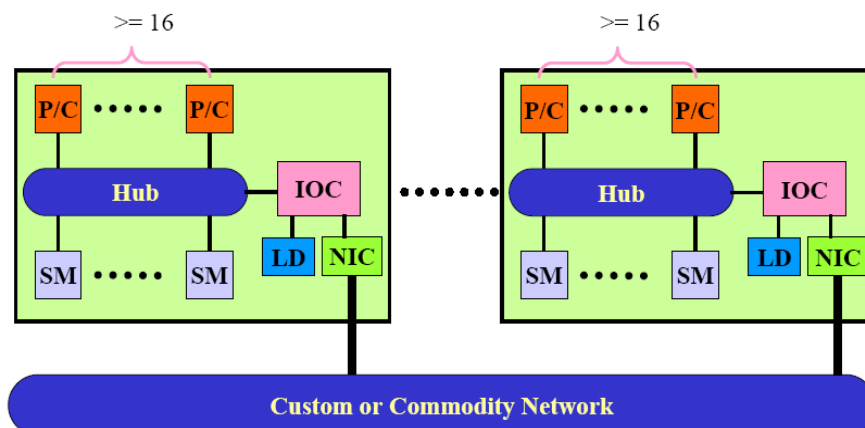 >= 16 >= 16
P/C P/C P/C P/C
Hub IOC Hub IOC
SM SM LD NIC SM SM LD NIC
Custom or Commodity Network